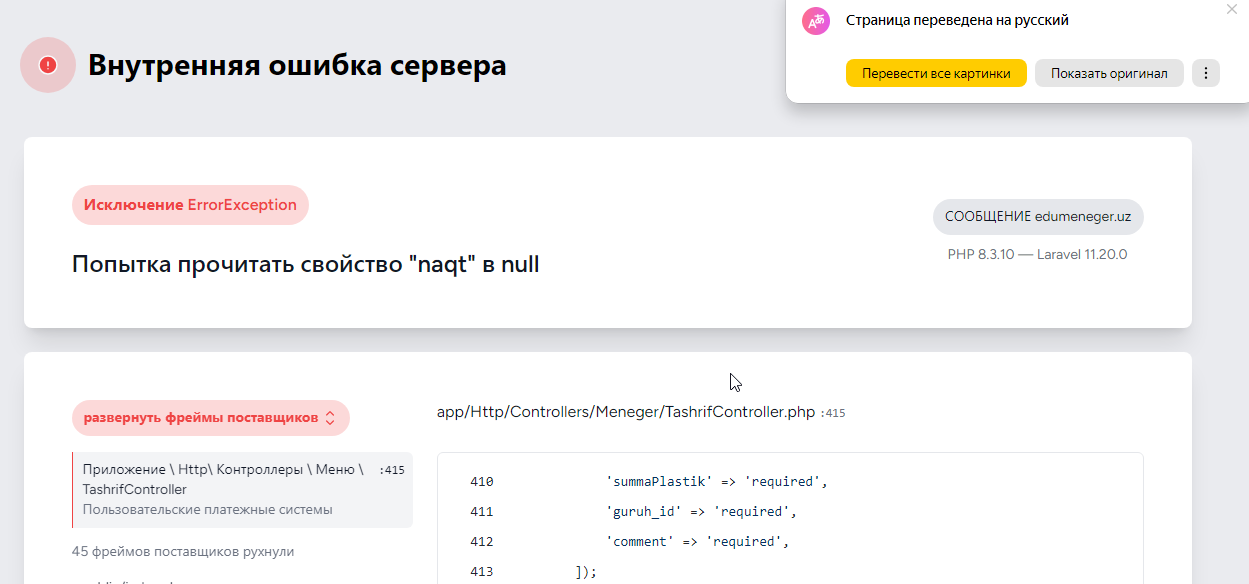 Страница переведена на русский
Перевести все картинки
Показать оригинал
Внутренняя ошибка сервера
Исключение ErrorException
Попытка прочитать свойство "naqt" в null
СООБЩЕНИЕ edumeneger.uz
PHP 8.3.10 — Laravel 11.20.0
развернуть фреймы поставщиков
Приложение \ Http\ Контроллеры \ Меню \ :415
TashrifController
Пользовательские платежные системы
45 фреймов поставщиков рухнули
app/Http/Controllers/Meneger/TashrifController.php :415
410 'summaPlastik' => 'required',
411 'guruh_id' => 'required',
412 'comment' => 'required',
413 ]);